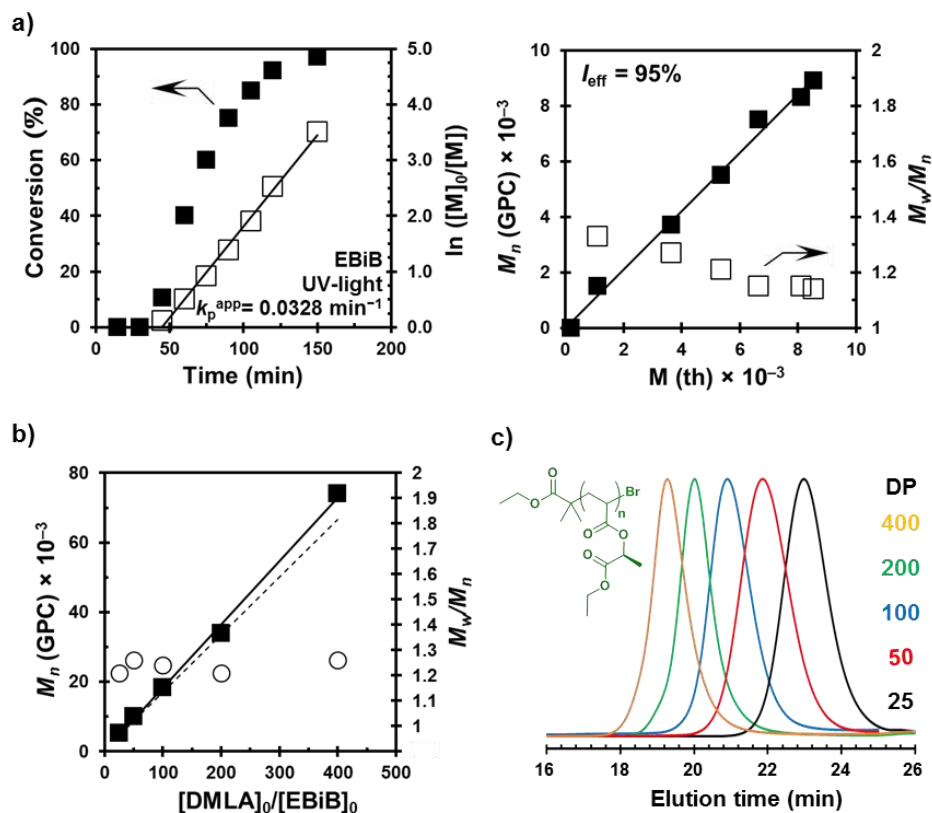 a)
100
80
60
40
20
0
Conversion (%)
0
50
100
150
200
Time (min)
5.0
4.0
3.0
2.0
1.0
0.0
ln ([M]0/[M])
EBiB
UV-light
kpapp= 0.0328 min−1
10
8
6
4
2
0
Mn (GPC) × 10−3
Ieff = 95%
0
2
4
6
8
10
M (th) × 10−3
2
1.8
1.6
1.4
1.2
1
Mw/Mn
b)
80
60
40
20
0
Mn (GPC) × 10−3
0
100
200
300
400
500
[DMLA]0/[EBiB]0
2
1.9
1.8
1.7
1.6
1.5
1.4
1.3
1.2
1.1
1
Mw/Mn
c)
O
O
Br
n
O
O
O
O
DP
400
200
100
50
25
16
18
20
22
24
26
Elution time (min)